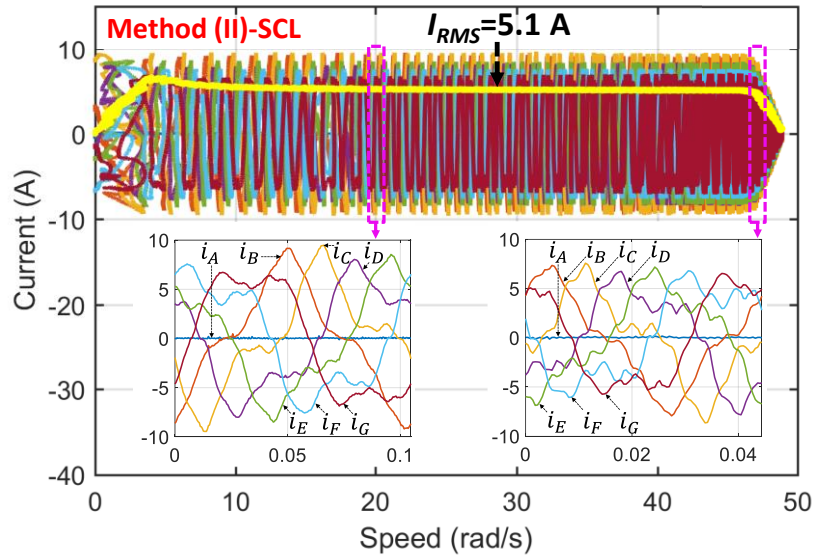 Method (II)-SCL
I_RMS=5.1 A
10
0
-10
-20
-30
-40
Current (A)
0
10
20
30
40
50
Speed (rad/s)
10
5
0
-5
-10
0
0.05
0.1
i_A
i_B
i_C
i_D
i_E
i_F
i_G
10
5
0
-5
-10
0
0.02
0.04
i_A
i_B
i_C
i_D
i_E
i_F
i_G